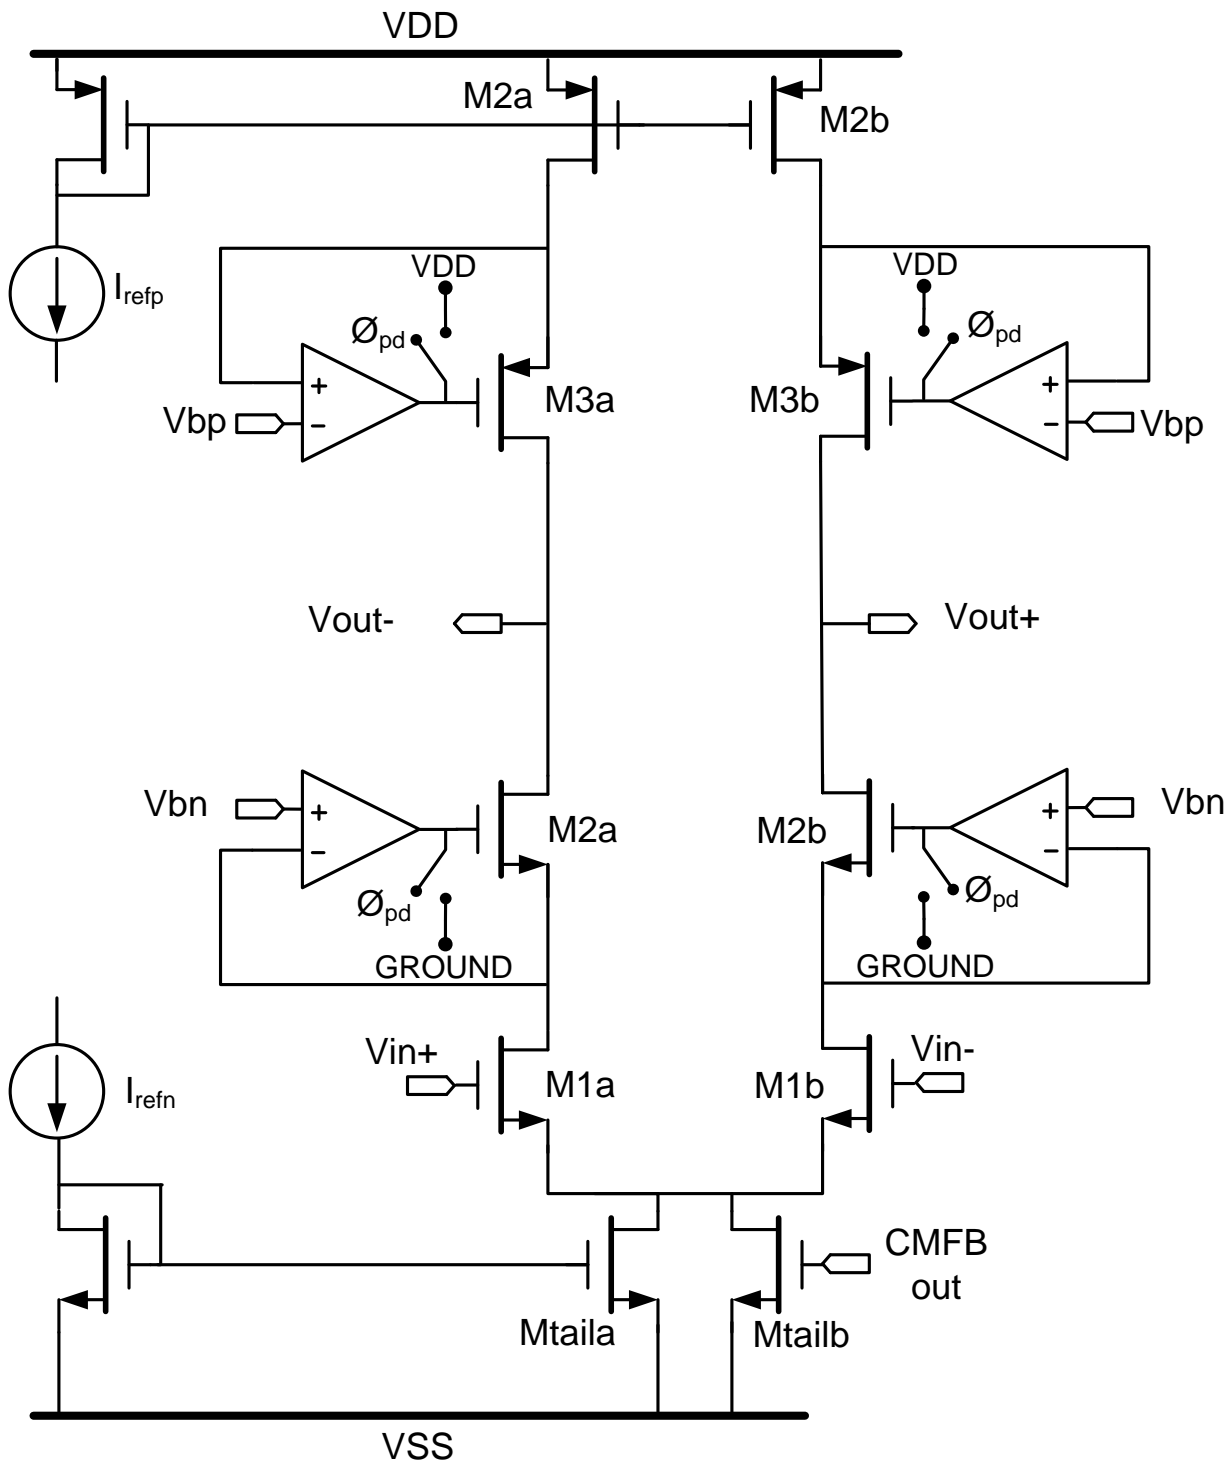 VDD
M2a
M2b
Irefp
VDD
VDD
Øpd
Øpd
+
+
M3a
M3b
Vbp
-
-
Vbp
Vout-
Vout+
Vbn
+
+
Vbn
M2a
M2b
-
-
Øpd
Øpd
GROUND
GROUND
Vin+
Vin-
Irefn
M1a
M1b
CMFB
out
Mtaila
Mtailb
VSS